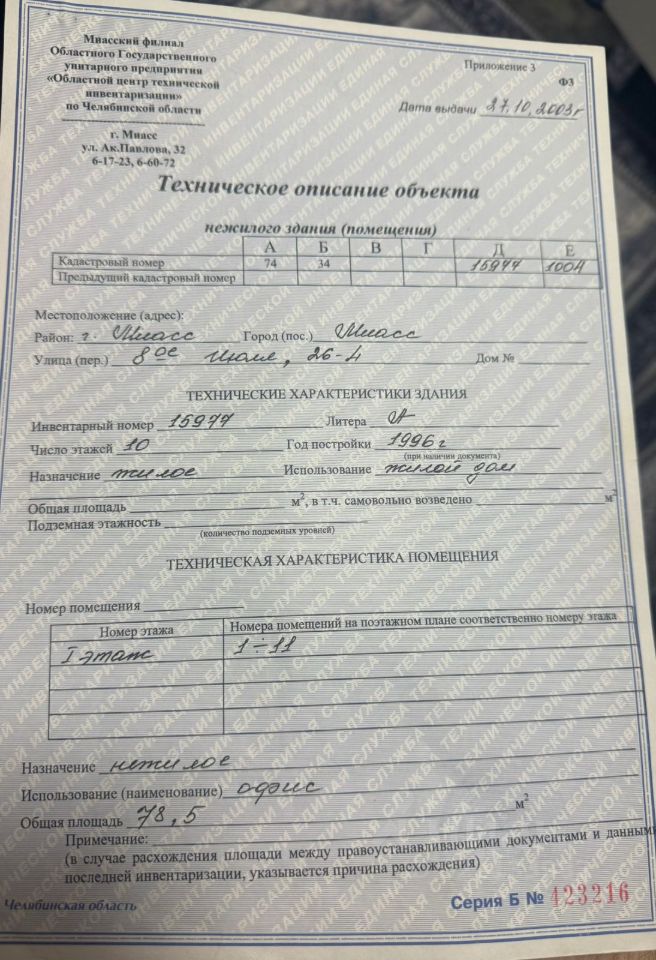 Миасский филиал
Областного Государственного
унитарного предприятия
«Областной центр технической
инвентаризации»
по Челябинской области
г. Миасс
ул. Ак.Павлова, 32
6-17-23, 6-60-72
Приложение 3
Ф3
Дата выдачи 27.10.2003г
Техническое описание объекта
нежилого здания (помещения)
А Б В Г Д Е
Кадастровый номер 74 34 15977 1004
Предыдущий кадастровый номер
Местоположение (адрес):
Район: г. Миасс Город (пос.) Миасс
Улица (пер.) 8ое Июля, 26-4 Дом №
ТЕХНИЧЕСКИЕ ХАРАКТЕРИСТИКИ ЗДАНИЯ
Инвентарный номер 15977 Литера А
Число этажей 10 Год постройки 1996г
(при наличии документа)
Назначение жилое Использование жилой дом
Общая площадь м², в т.ч. самовольно возведено м²
Подземная этажность
(количество подземных уровней)
ТЕХНИЧЕСКАЯ ХАРАКТЕРИСТИКА ПОМЕЩЕНИЯ
Номер помещения
Номер этажа Номера помещений на поэтажном плане соответственно номеру этажа
I этаж 1÷11
Назначение нежилое
Использование (наименование) офис
Общая площадь 78,5 м²
Примечание:
(в случае расхождения площади между правоустанавливающими документами и данными
последней инвентаризации, указывается причина расхождения)
Челябинская область
Серия Б № 423216